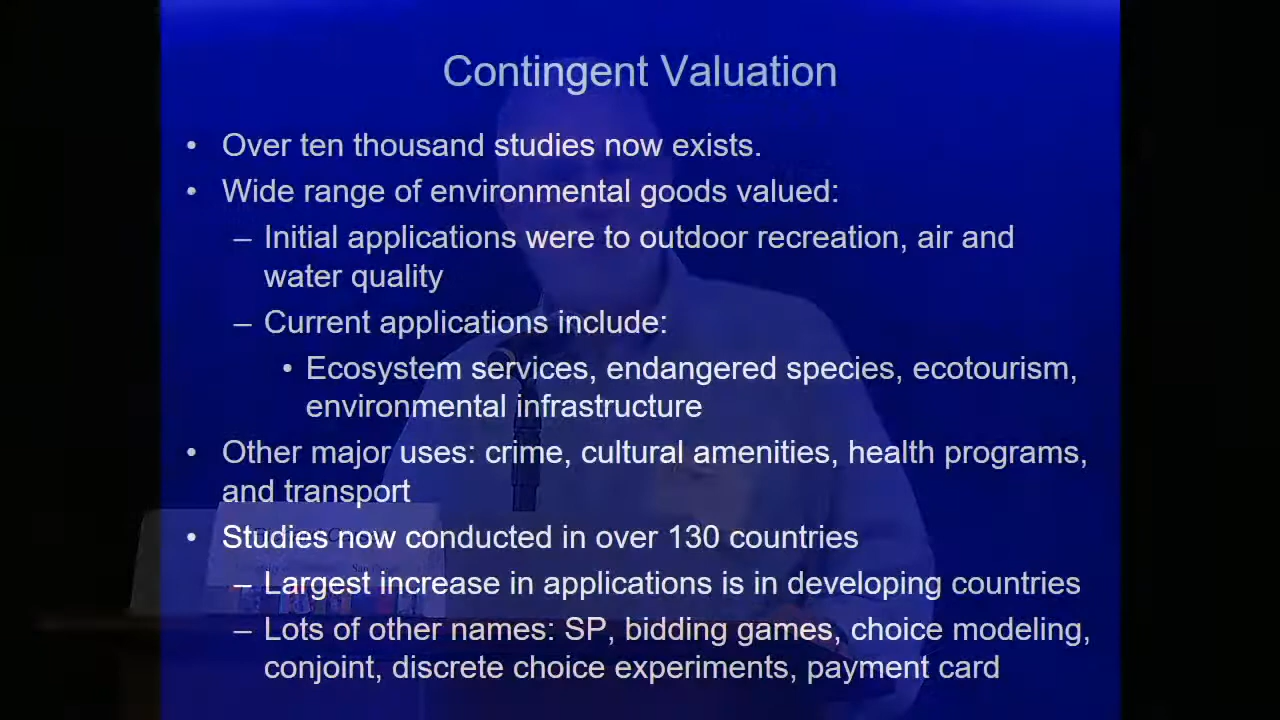 Contingent Valuation
• Over ten thousand studies now exists.
• Wide range of environmental goods valued:
– Initial applications were to outdoor recreation, air and
water quality
– Current applications include:
• Ecosystem services, endangered species, ecotourism,
environmental infrastructure
• Other major uses: crime, cultural amenities, health programs,
and transport
• Studies now conducted in over 130 countries
– Largest increase in applications is in developing countries
– Lots of other names: SP, bidding games, choice modeling,
conjoint, discrete choice experiments, payment card